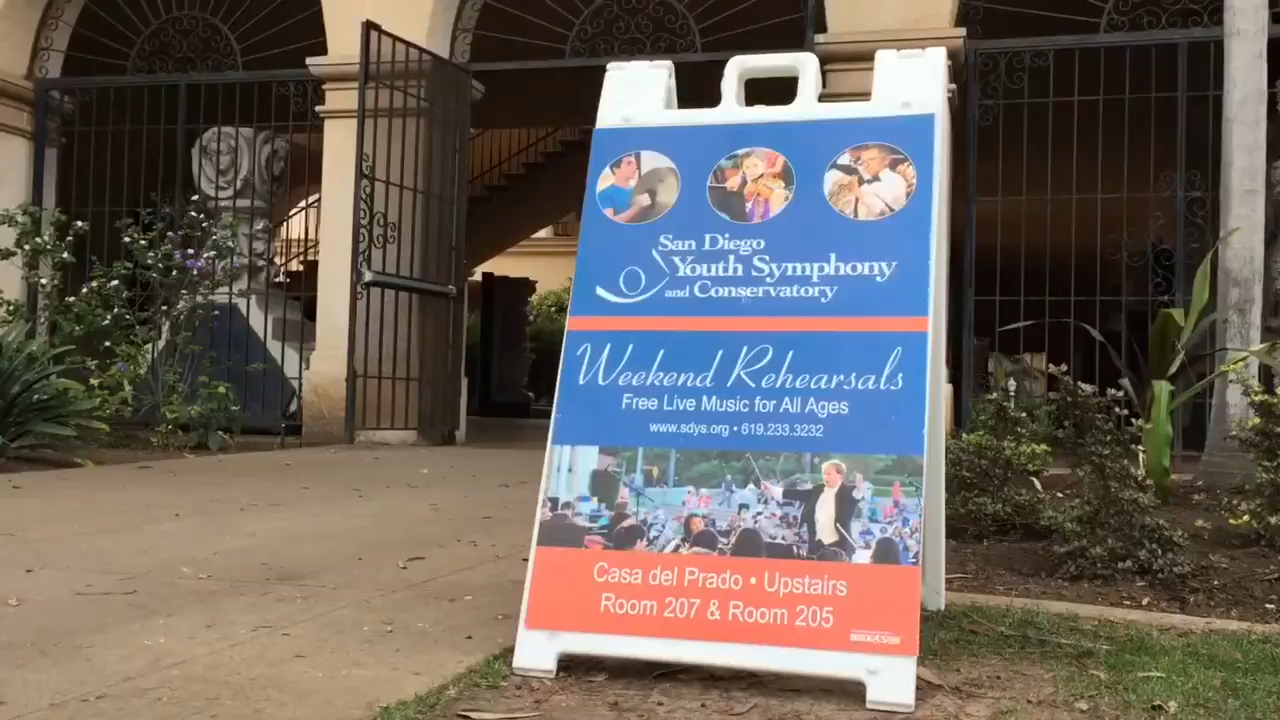 San Diego
Youth Symphony
and Conservatory
Weekend Rehearsals
Free Live Music for All Ages
www.sdys.org • 619.233.3232
Casa del Prado • Upstairs
Room 207 & Room 205